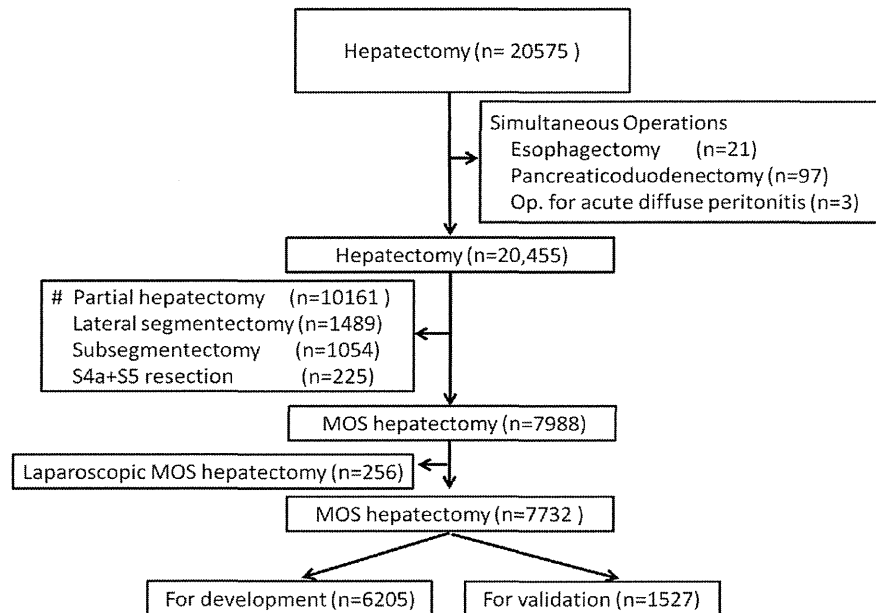 Hepatectomy (n= 20575 )
Simultaneous Operations
Esophagectomy (n=21)
Pancreaticoduodenectomy (n=97)
Op. for acute diffuse peritonitis (n=3)
Hepatectomy (n=20,455)
# Partial hepatectomy (n=10161 )
Lateral segmentectomy (n=1489)
Subsegmentectomy (n=1054)
S4a+S5 resection (n=225)
MOS hepatectomy (n=7988)
Laparoscopic MOS hepatectomy (n=256)
MOS hepatectomy (n=7732 )
For development (n=6205)
For validation (n=1527)